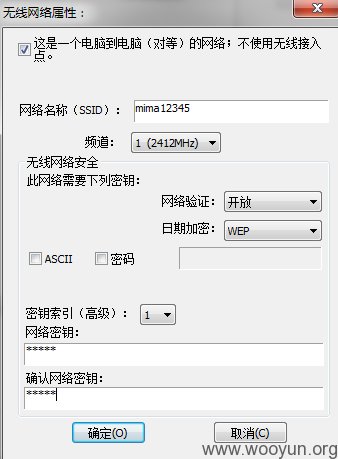 无线网络属性：
这是一个电脑到电脑（对等）的网络；不使用无线接入
点。
网络名称（SSID）：
mima12345
频道：
1 (2412MHz)
无线网络安全
此网络需要下列密钥：
网络验证：
开放
日期加密：
WEP
ASCII
密码
密钥索引（高级）：
1
网络密钥：
*****
确认网络密钥：
*****
确定(O)
取消(C)
www.wooyun.org